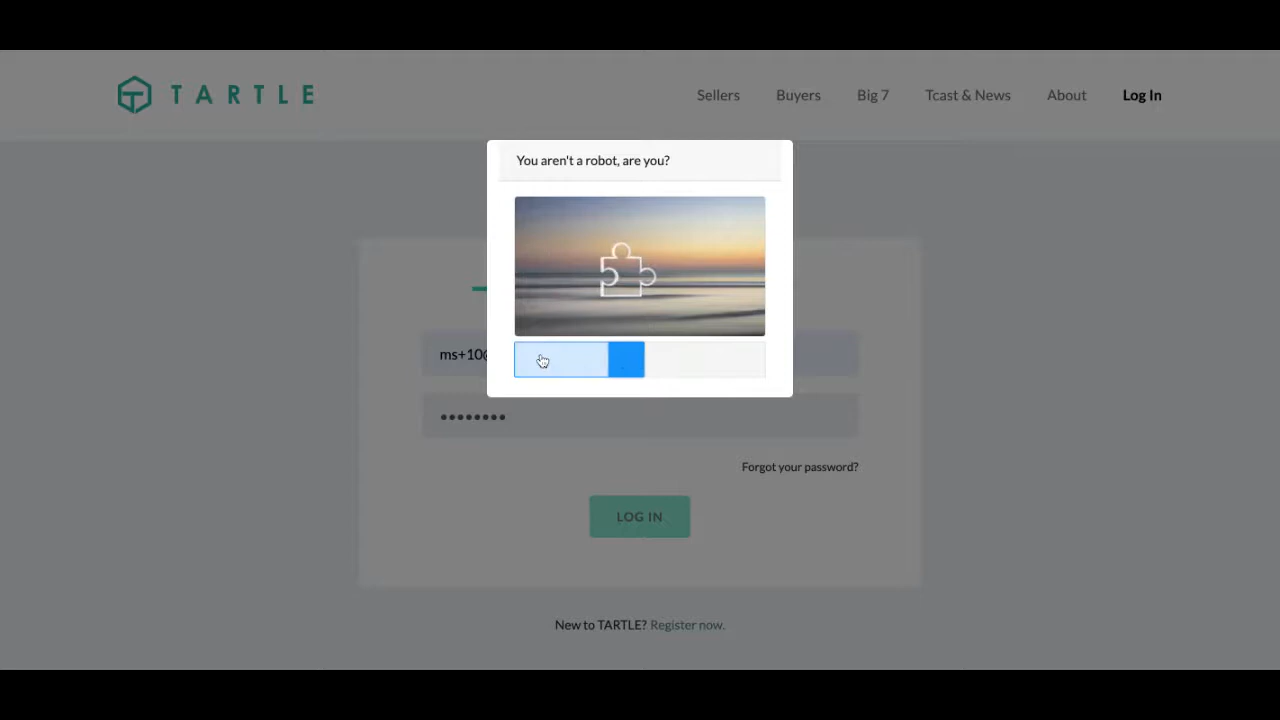 TARTLE
Sellers Buyers Big 7 Tcast & News About Log In
You aren't a robot, are you?
ms+10
••••••••
Forgot your password?
LOG IN
New to TARTLE? Register now.